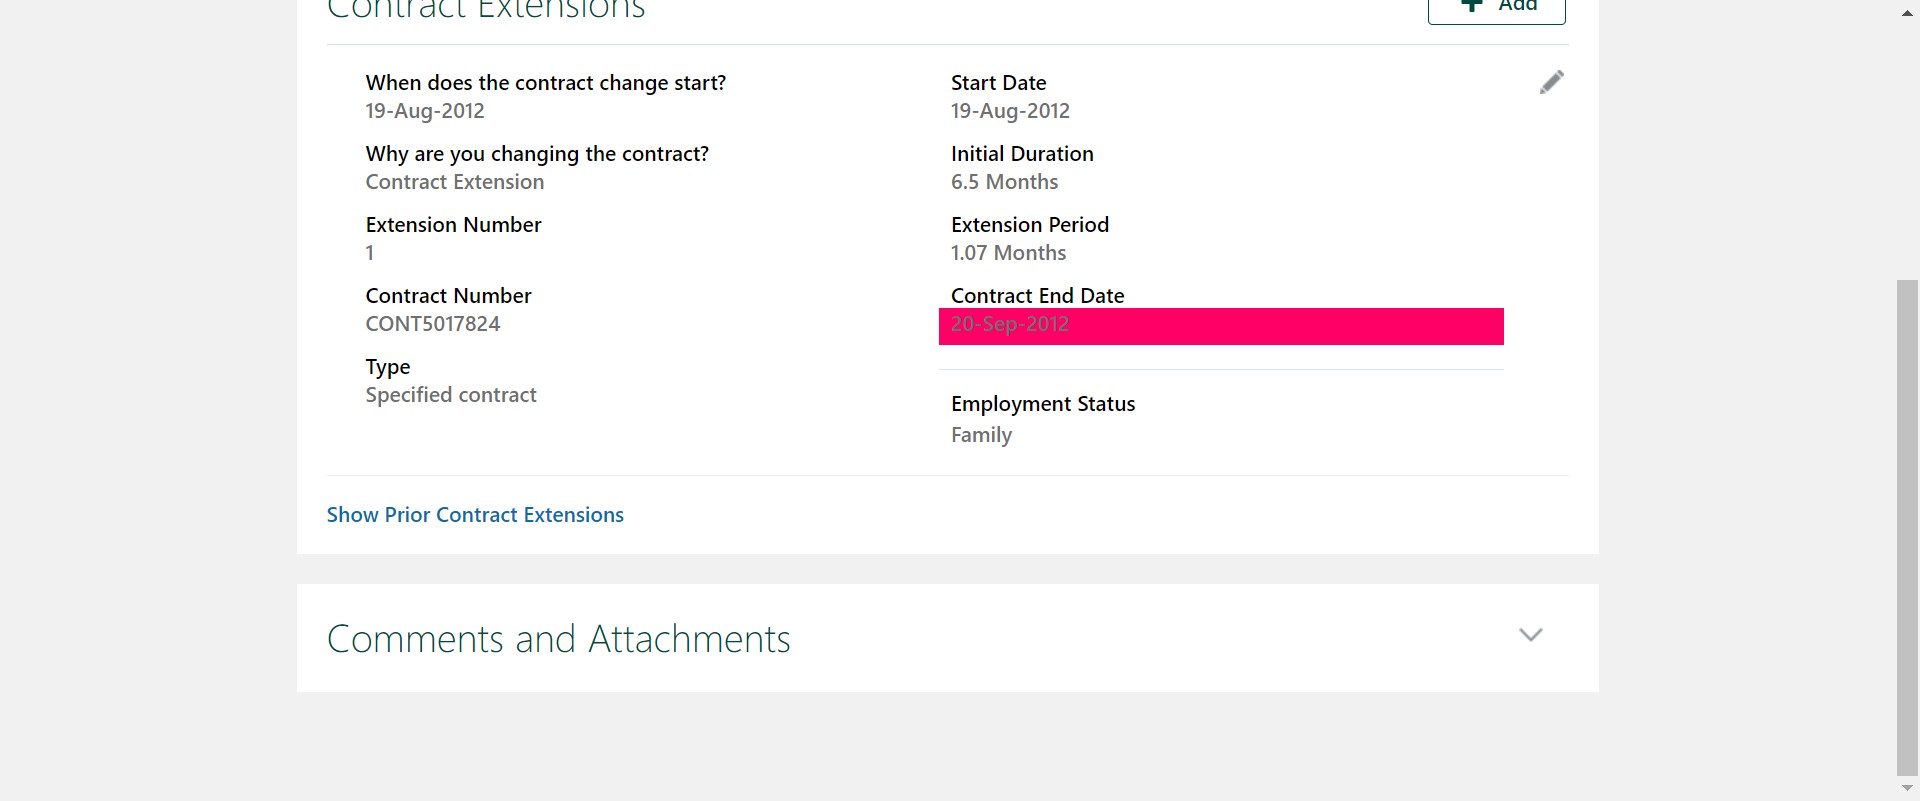 Contract Extensions
Add
When does the contract change start?
19-Aug-2012
Why are you changing the contract?
Contract Extension
Extension Number
1
Contract Number
CONT5017824
Type
Specified contract
Start Date
19-Aug-2012
Initial Duration
6.5 Months
Extension Period
1.07 Months
Contract End Date
20-Sep-2012
Employment Status
Family
Show Prior Contract Extensions
Comments and Attachments